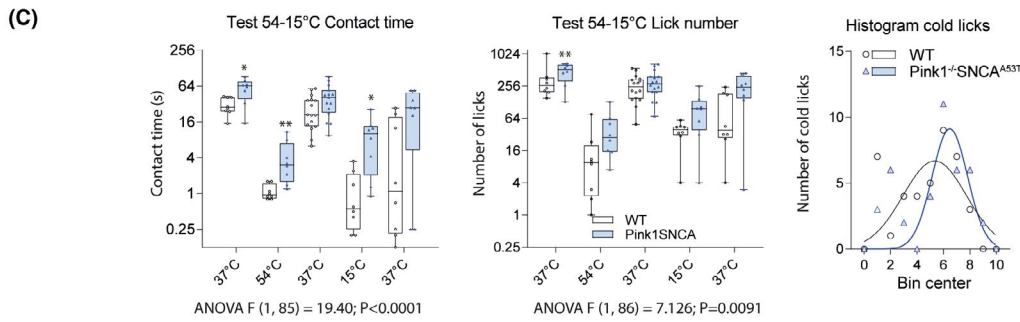 (C)
Test 54-15°C Contact time
Contact time (s)
256
64
16
4
1
0.25
*
**
*
37°C
54°C
37°C
15°C
37°C
ANOVA F (1, 85) = 19.40; P<0.0001
Test 54-15°C Lick number
Number of licks
1024
256
64
16
4
1
0.25
**
WT
Pink1SNCA
37°C
54°C
37°C
15°C
37°C
ANOVA F (1, 86) = 7.126; P=0.0091
Histogram cold licks
WT
Pink1⁻/⁻SNCAᴬ⁵³ᵀ
Number of cold licks
15
10
5
0
0 2 4 6 8 10
Bin center